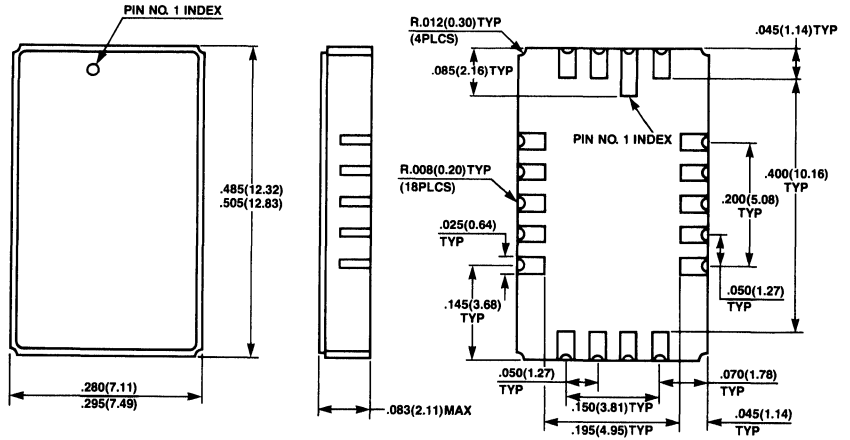 PIN NO. 1 INDEX
.485(12.32)
.505(12.83)
.280(7.11)
.295(7.49)
.083(2.11)MAX
R.012(0.30)TYP
(4PLCS)
.085(2.16)TYP
.045(1.14)TYP
PIN NO. 1 INDEX
R.008(0.20)TYP
(18PLCS)
.400(10.16)
TYP
.200(5.08)
TYP
.025(0.64)
TYP
.050(1.27)
TYP
.145(3.68)
TYP
.050(1.27)
TYP
.070(1.78)
TYP
.150(3.81)TYP
.195(4.95)TYP
.045(1.14)
TYP